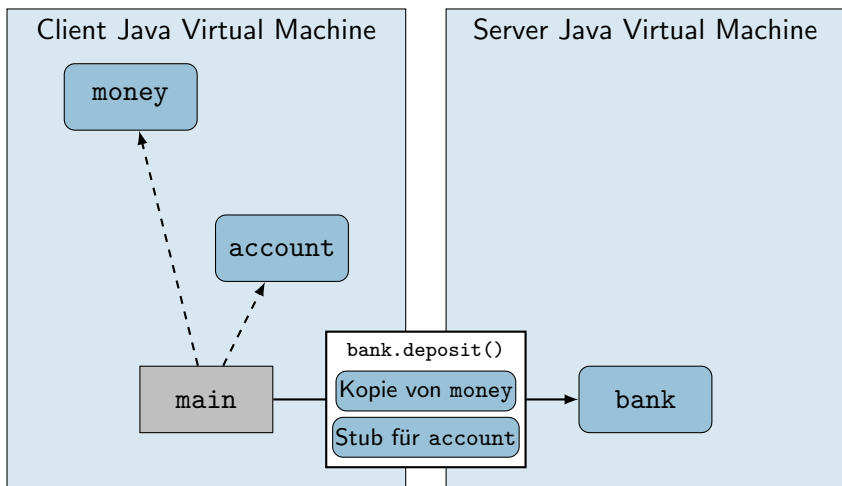 Client Java Virtual Machine
Server Java Virtual Machine
money
account
main
bank.deposit()
Kopie von money
Stub für account
bank